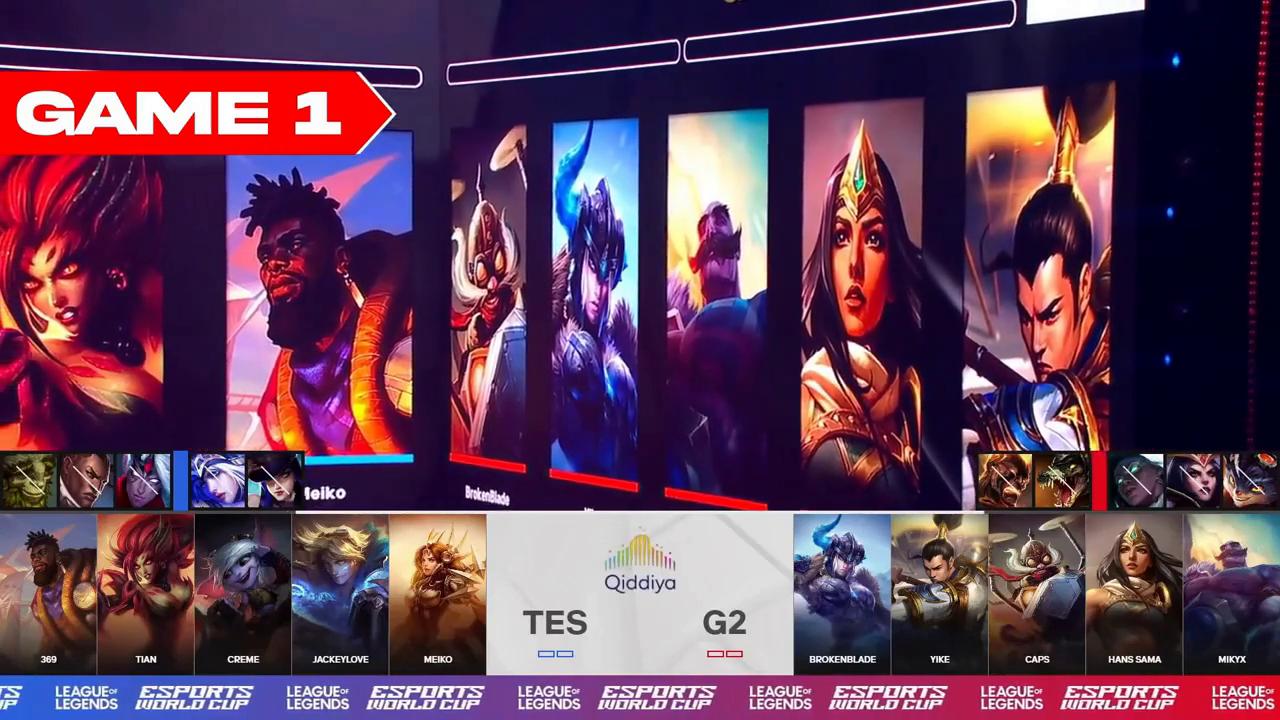 GAME 1
Meiko
BrokenBlade
369
TIAN
CREME
JACKEYLOVE
MEIKO
Qiddiya
TES
G2
BROKENBLADE
YIKE
CAPS
HANS SAMA
MIKYX
LEAGUE OF LEGENDS
ESPORTS WORLD CUP
LEAGUE OF LEGENDS
ESPORTS WORLD CUP
LEAGUE OF LEGENDS
ESPORTS WORLD CUP
LEAGUE OF LEGENDS
ESPORTS WORLD CUP
LEAGUE OF LEGENDS
ESPORTS WORLD CUP
LEAGUE OF LEGENDS